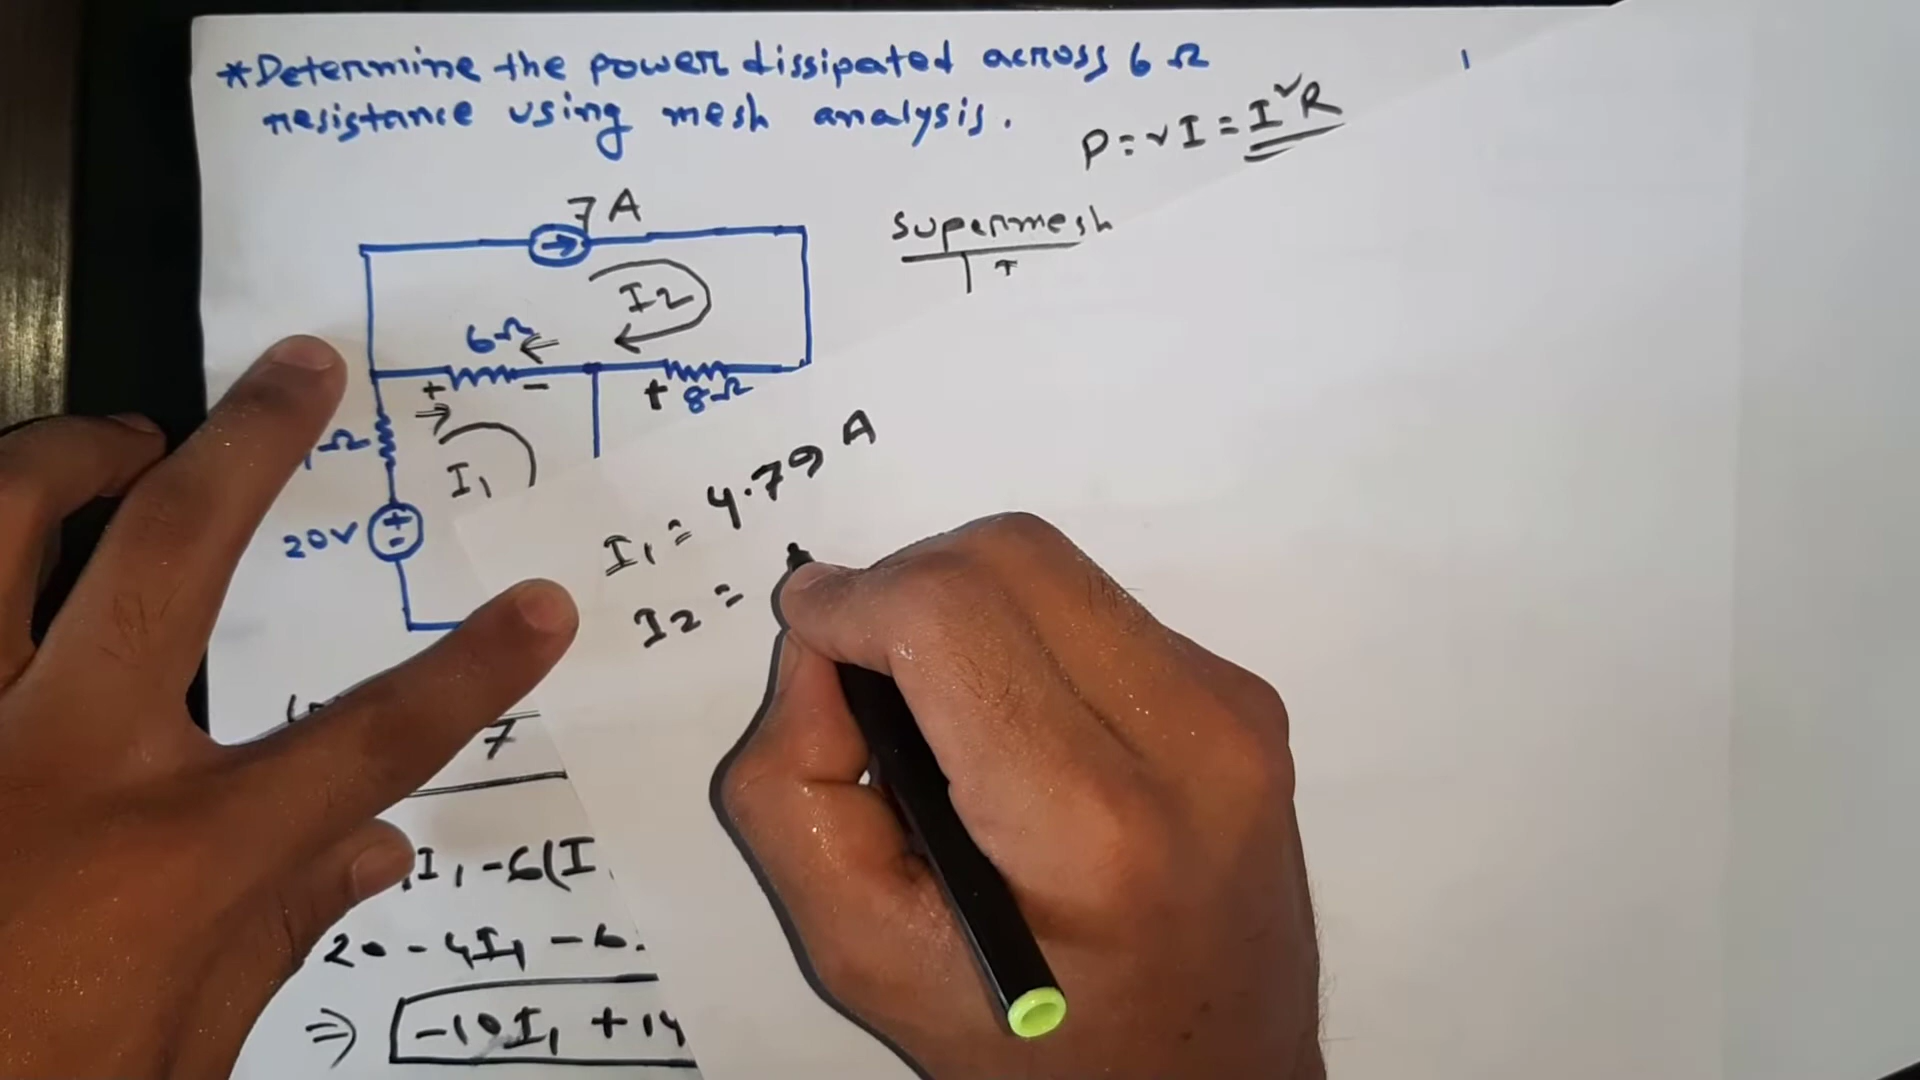 *Determine the power dissipated across 6 Ω
resistance using mesh analysis.
P = VI = I²R
7 A
Supermesh
I2
6Ω
+ -
+ 8Ω
Ω
I₁
20V
+
-
I₁ = 4.79 A
I2 =
7
I₁ -6(I
20 - 4I₁ - 6
⇒ -10I₁ + 14